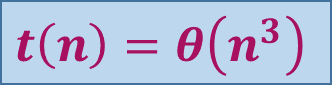 t(n) = θ(n³)